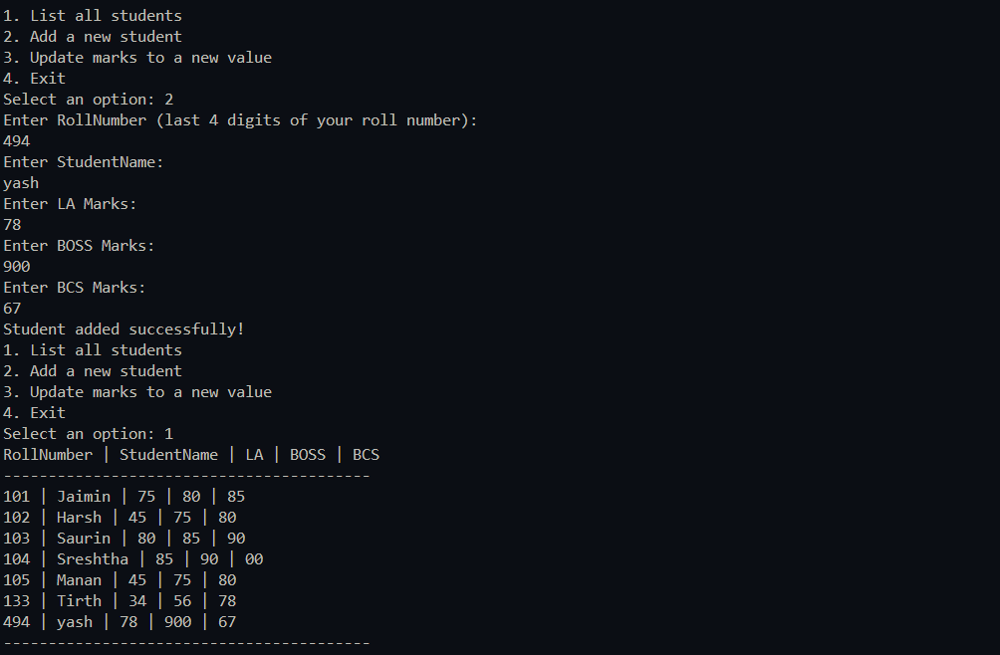 1. List all students
2. Add a new student
3. Update marks to a new value
4. Exit
Select an option: 2
Enter RollNumber (last 4 digits of your roll number):
494
Enter StudentName:
yash
Enter LA Marks:
78
Enter BOSS Marks:
900
Enter BCS Marks:
67
Student added successfully!
1. List all students
2. Add a new student
3. Update marks to a new value
4. Exit
Select an option: 1
RollNumber | StudentName | LA | BOSS | BCS
-----------------------------------------
101 | Jaimin | 75 | 80 | 85
102 | Harsh | 45 | 75 | 80
103 | Saurin | 80 | 85 | 90
104 | Sreshtha | 85 | 90 | 00
105 | Manan | 45 | 75 | 80
133 | Tirth | 34 | 56 | 78
494 | yash | 78 | 900 | 67
-----------------------------------------